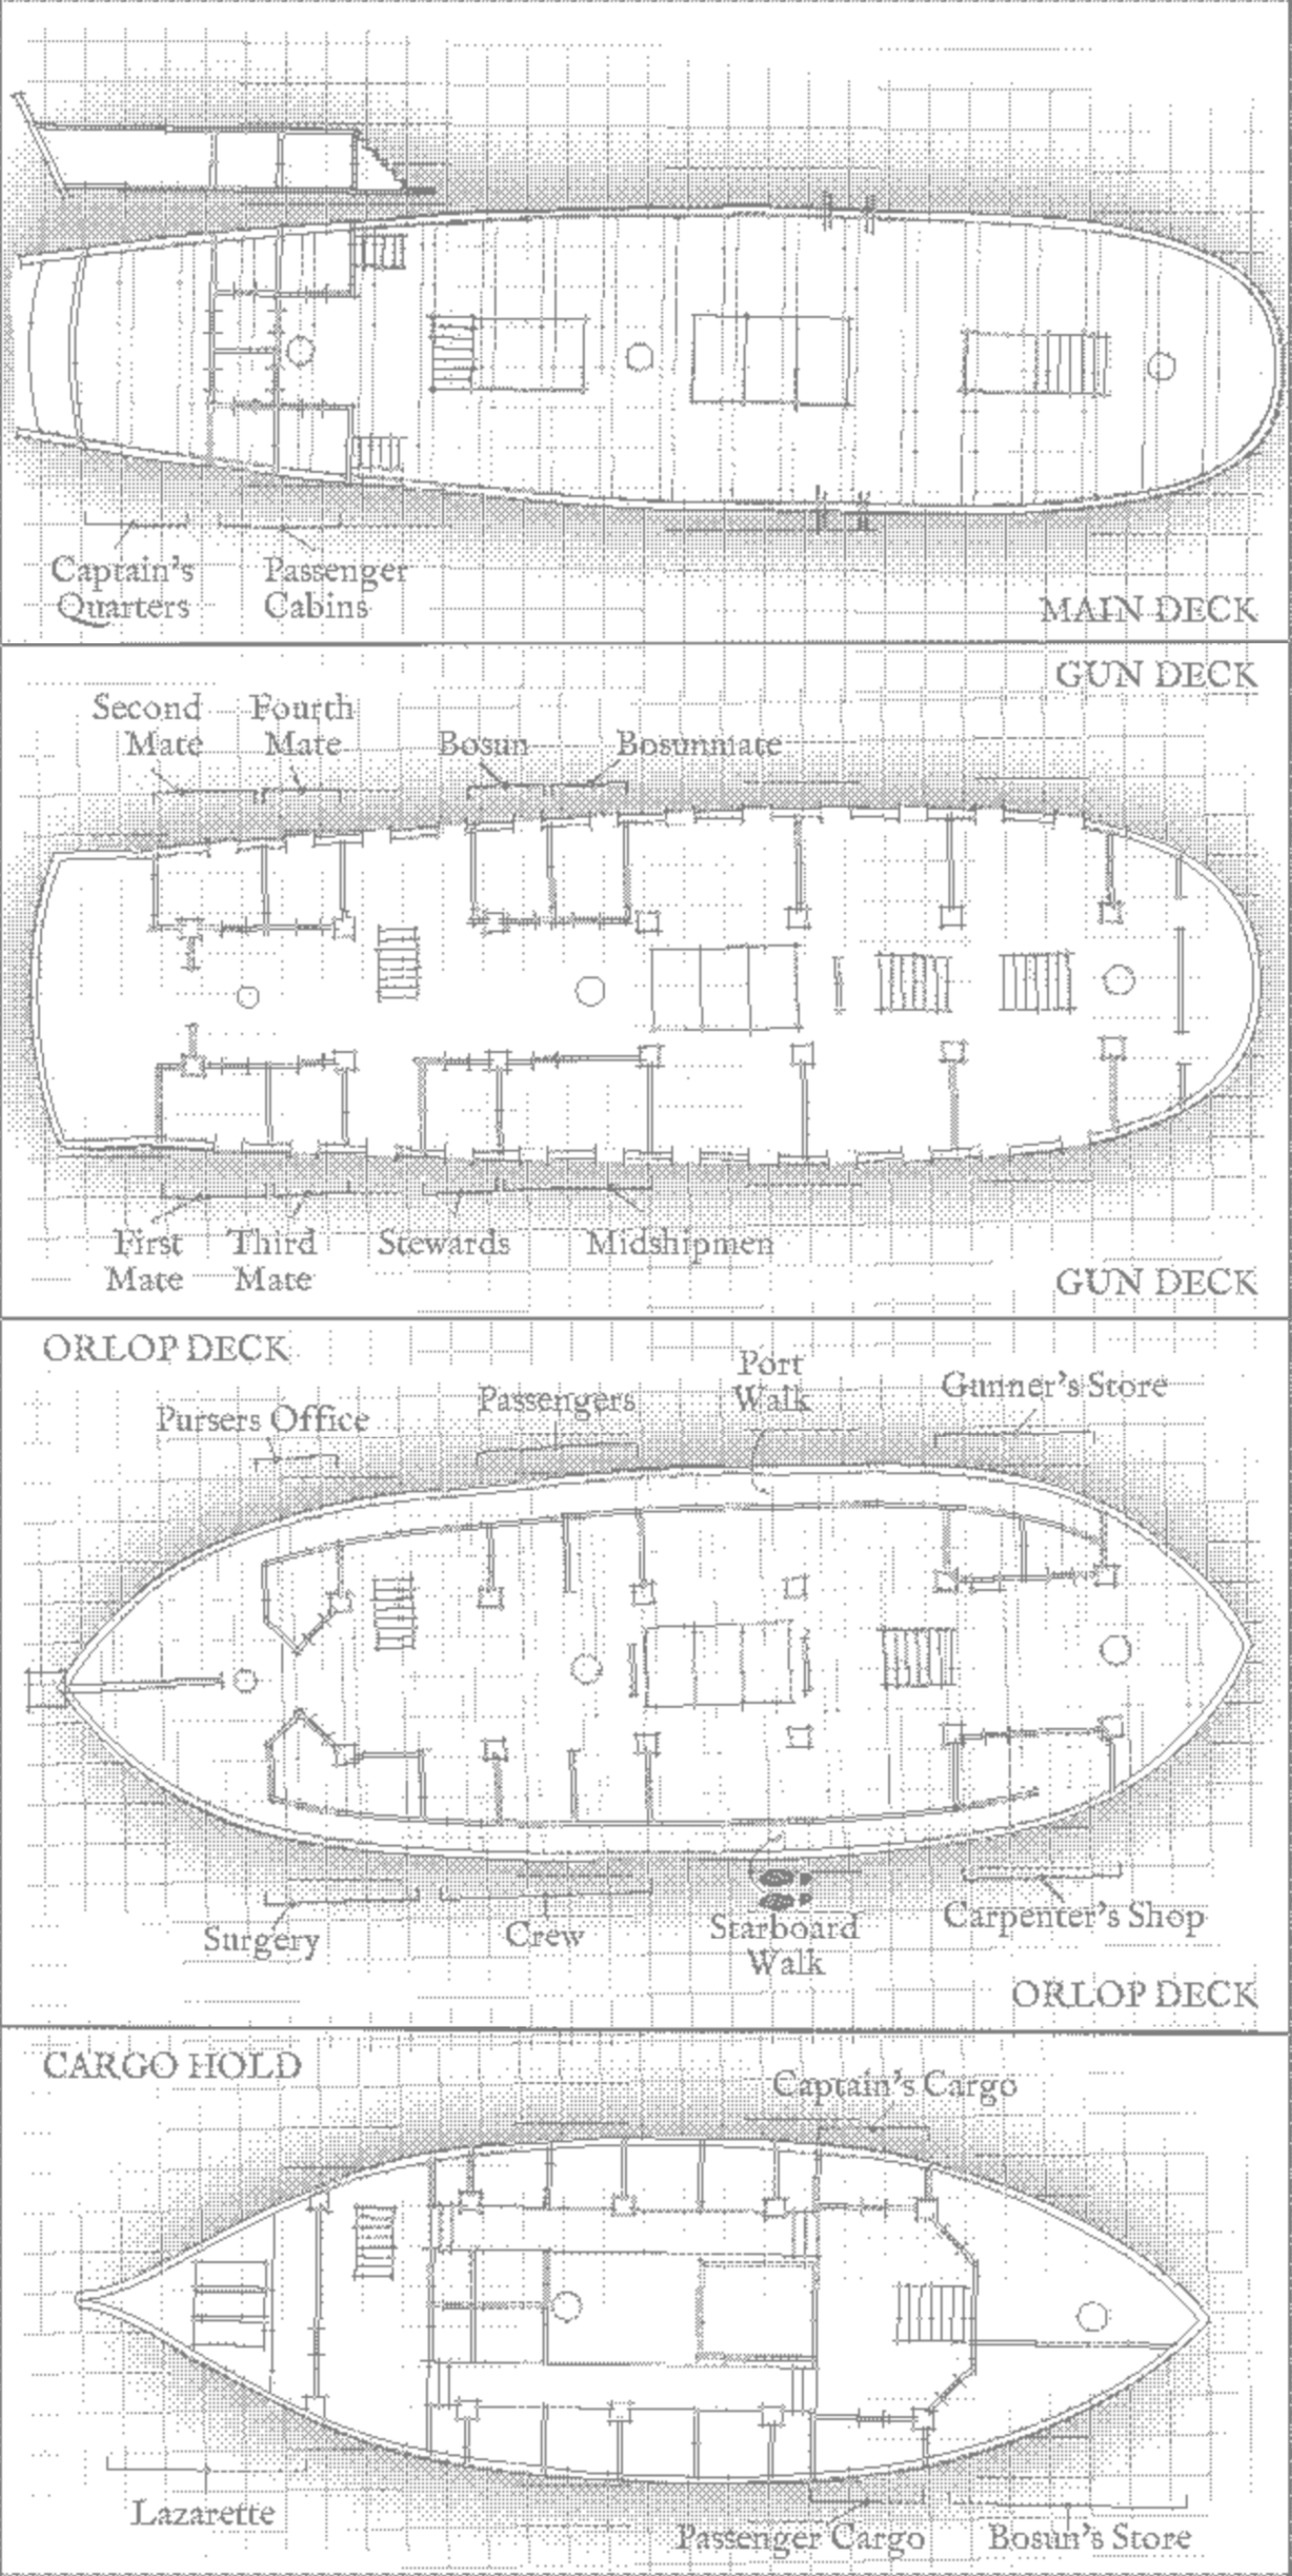 Captain's
Quarters
Passenger
Cabins
MAIN DECK
GUN DECK
Second
Mate
Fourth
Mate
Bosun
Bosunmate
First
Mate
Third
Mate
Stewards
Midshipmen
GUN DECK
ORLOP DECK
Pursers Office
Passengers
Port
Walk
Gunner's Store
Surgery
Crew
Starboard
Walk
Carpenter's Shop
ORLOP DECK
CARGO HOLD
Captain's Cargo
Lazarette
Passenger Cargo
Bosun's Store